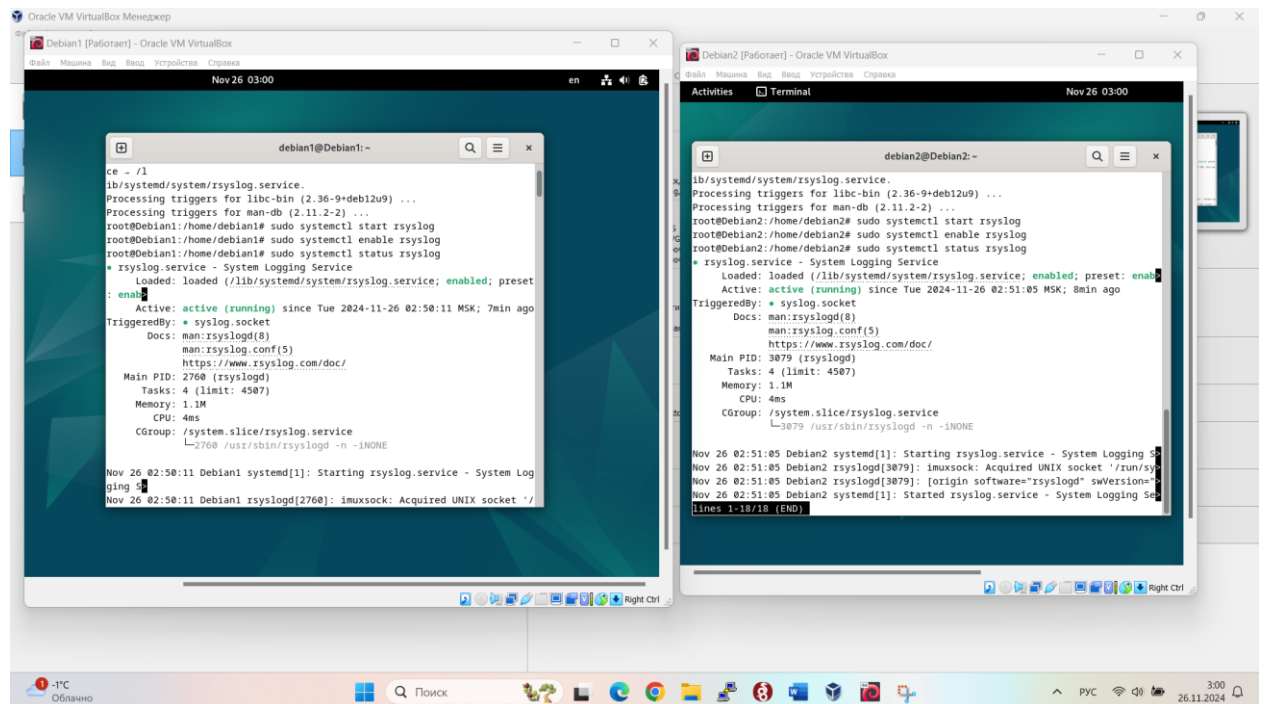 Oracle VM VirtualBox Менеджер
Debian1 [Работает] - Oracle VM VirtualBox
Файл Машина Вид Ввод Устройства Справка
Nov 26 03:00 en
debian1@Debian1: ~
ce → /l
ib/systemd/system/rsyslog.service.
Processing triggers for libc-bin (2.36-9+deb12u9) ...
Processing triggers for man-db (2.11.2-2) ...
root@Debian1:/home/debian1# sudo systemctl start rsyslog
root@Debian1:/home/debian1# sudo systemctl enable rsyslog
root@Debian1:/home/debian1# sudo systemctl status rsyslog
● rsyslog.service - System Logging Service
Loaded: loaded (/lib/systemd/system/rsyslog.service; enabled; preset
: enab>
Active: active (running) since Tue 2024-11-26 02:50:11 MSK; 7min ago
TriggeredBy: ● syslog.socket
Docs: man:rsyslogd(8)
man:rsyslog.conf(5)
https://www.rsyslog.com/doc/
Main PID: 2760 (rsyslogd)
Tasks: 4 (limit: 4507)
Memory: 1.1M
CPU: 4ms
CGroup: /system.slice/rsyslog.service
└─2760 /usr/sbin/rsyslogd -n -iNONE
Nov 26 02:50:11 Debian1 systemd[1]: Starting rsyslog.service - System Log
ging S>
Nov 26 02:50:11 Debian1 rsyslogd[2760]: imuxsock: Acquired UNIX socket '/
Right Ctrl
Debian2 [Работает] - Oracle VM VirtualBox
Файл Машина Вид Ввод Устройства Справка
Activities Terminal Nov 26 03:00
debian2@Debian2: ~
ib/systemd/system/rsyslog.service.
Processing triggers for libc-bin (2.36-9+deb12u9) ...
Processing triggers for man-db (2.11.2-2) ...
root@Debian2:/home/debian2# sudo systemctl start rsyslog
root@Debian2:/home/debian2# sudo systemctl enable rsyslog
root@Debian2:/home/debian2# sudo systemctl status rsyslog
● rsyslog.service - System Logging Service
Loaded: loaded (/lib/systemd/system/rsyslog.service; enabled; preset: enab>
Active: active (running) since Tue 2024-11-26 02:51:05 MSK; 8min ago
TriggeredBy: ● syslog.socket
Docs: man:rsyslogd(8)
man:rsyslog.conf(5)
https://www.rsyslog.com/doc/
Main PID: 3079 (rsyslogd)
Tasks: 4 (limit: 4507)
Memory: 1.1M
CPU: 4ms
CGroup: /system.slice/rsyslog.service
└─3079 /usr/sbin/rsyslogd -n -iNONE
Nov 26 02:51:05 Debian2 systemd[1]: Starting rsyslog.service - System Logging S>
Nov 26 02:51:05 Debian2 rsyslogd[3079]: imuxsock: Acquired UNIX socket '/run/sy>
Nov 26 02:51:05 Debian2 rsyslogd[3079]: [origin software="rsyslogd" swVersion=">
Nov 26 02:51:05 Debian2 systemd[1]: Started rsyslog.service - System Logging Se>
lines 1-18/18 (END)
Right Ctrl
1
-1°C
Облачно
Поиск
РУС
3:00
26.11.2024